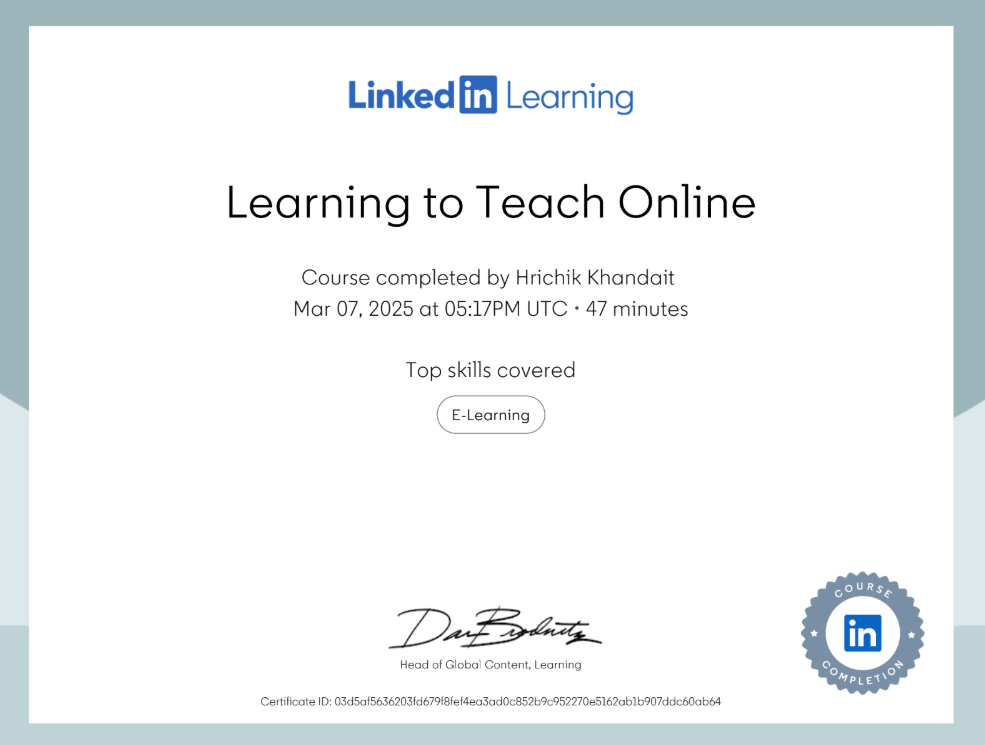 Linked in Learning
Learning to Teach Online
Course completed by Hrichik Khandait
Mar 07, 2025 at 05:17PM UTC • 47 minutes
Top skills covered
E-Learning
Dan Brodnitz
Head of Global Content, Learning
COURSE
in
COMPLETION
Certificate ID: 03d5af5636203fd679f8fef4ea3ad0c852b9c952270e5162ab1b907ddc60ab64